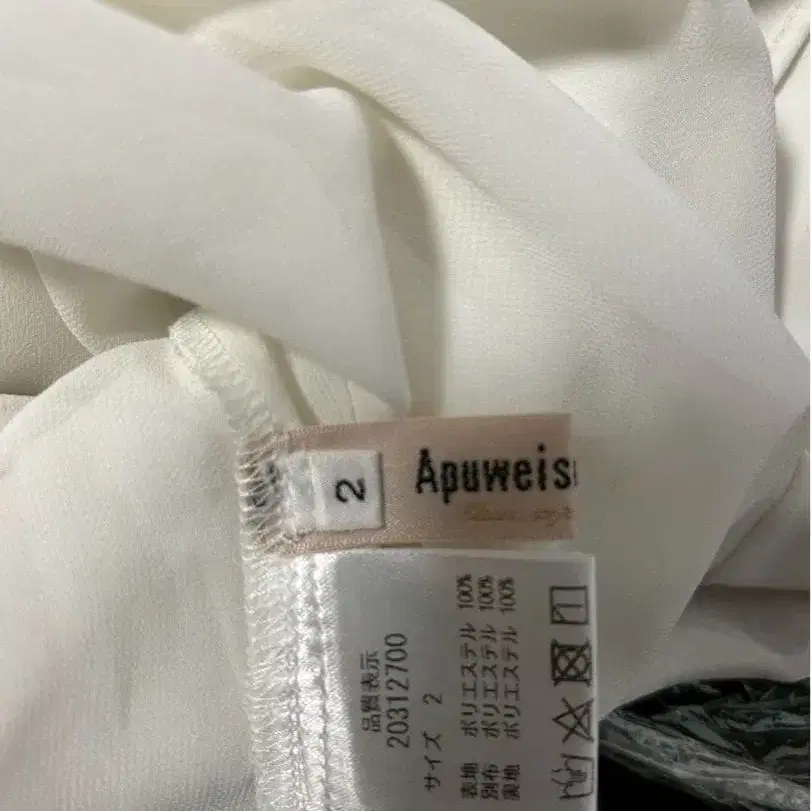 Apuweis
2
品質表示
20312700
サイズ 2
表地 ポリエステル 100%
別布 ポリエステル 100%
裏地 ポリエステル 100%